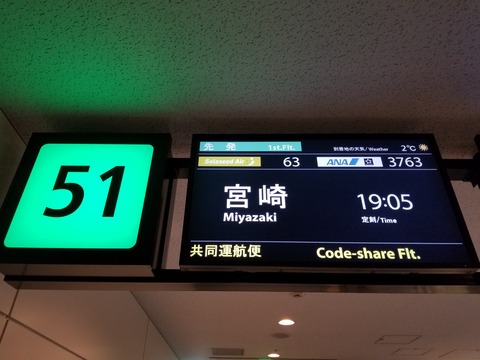 51
先発 1st.Flt. 到着地の天気/Weather 2℃
Solaseed Air 63 ANA 3763
宮崎 19:05
Miyazaki 定刻/Time
共同運航便 Code-share Flt.